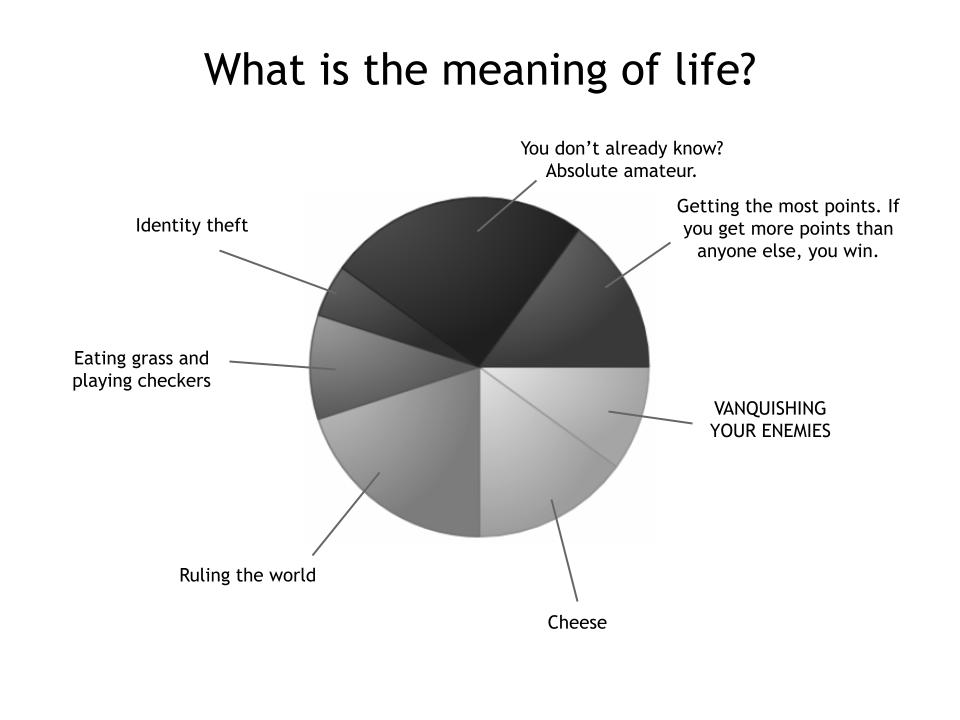 What is the meaning of life?
You don’t already know?
Absolute amateur.
Getting the most points. If
you get more points than
anyone else, you win.
Identity theft
Eating grass and
playing checkers
VANQUISHING
YOUR ENEMIES
Ruling the world
Cheese